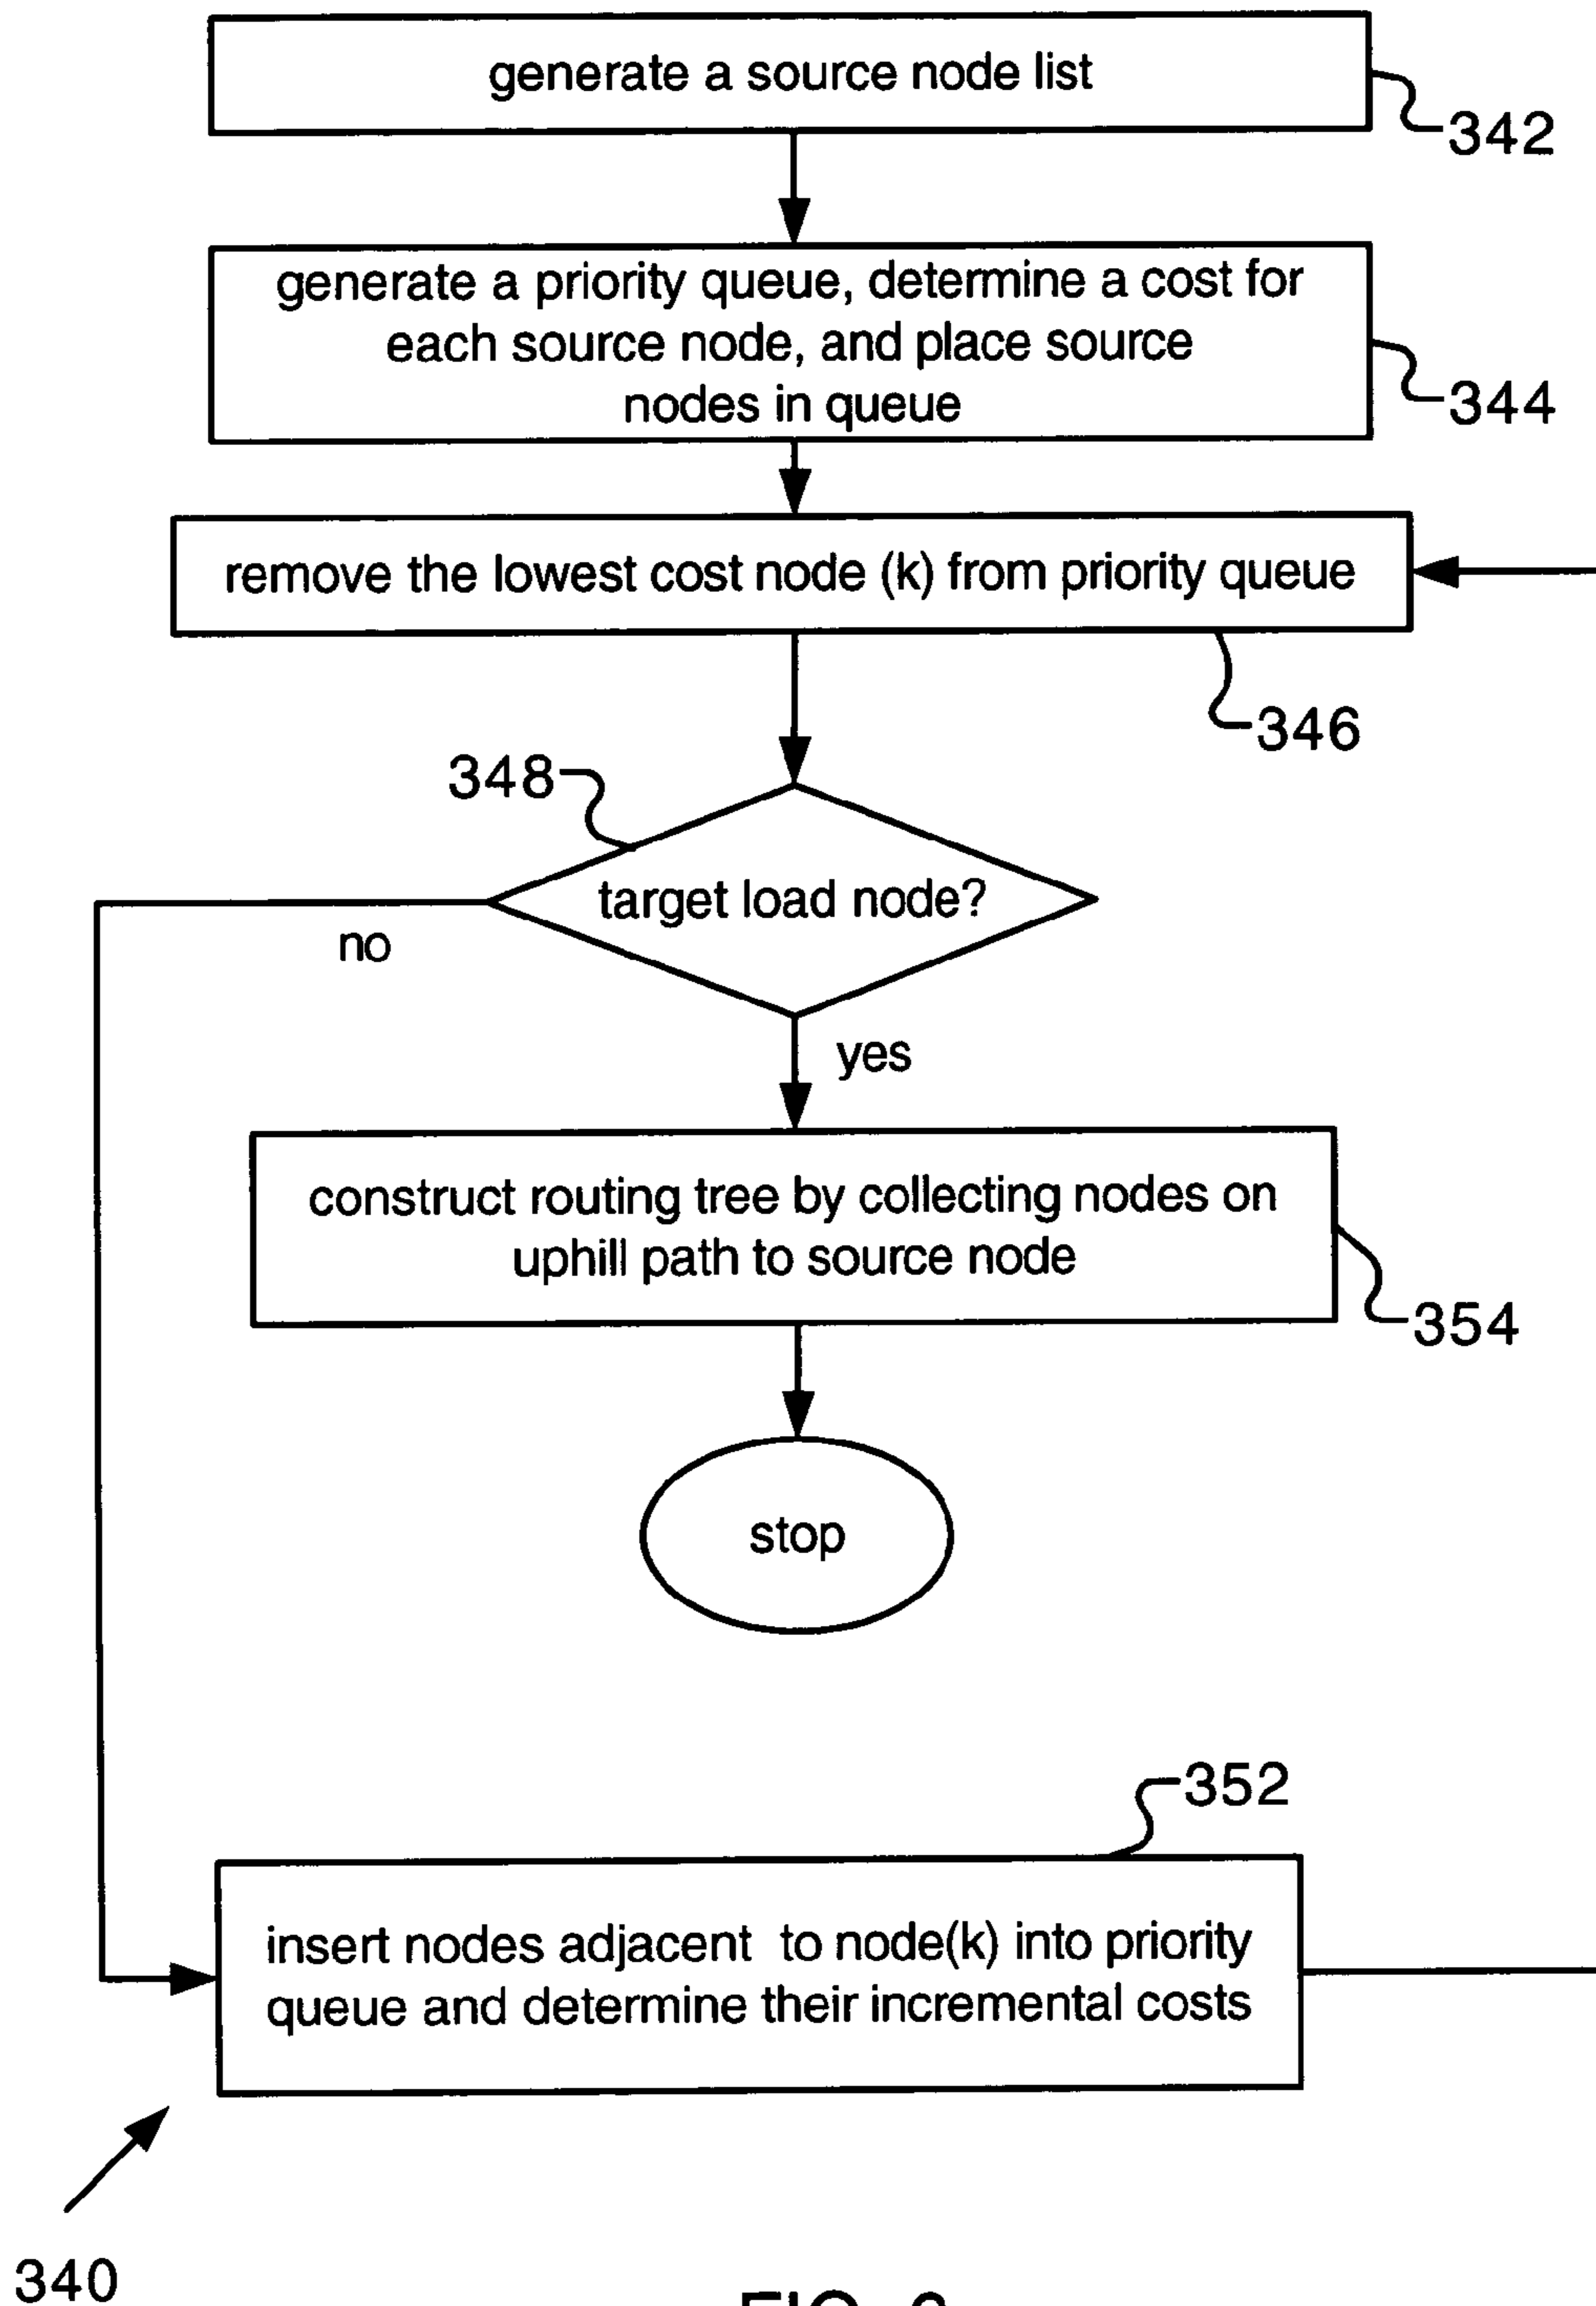 generate a source node list
342
generate a priority queue, determine a cost for
each source node, and place source
nodes in queue
344
remove the lowest cost node (k) from priority queue
346
348
target load node?
no
yes
construct routing tree by collecting nodes on
uphill path to source node
354
stop
352
insert nodes adjacent to node(k) into priority
queue and determine their incremental costs
340
FIG.